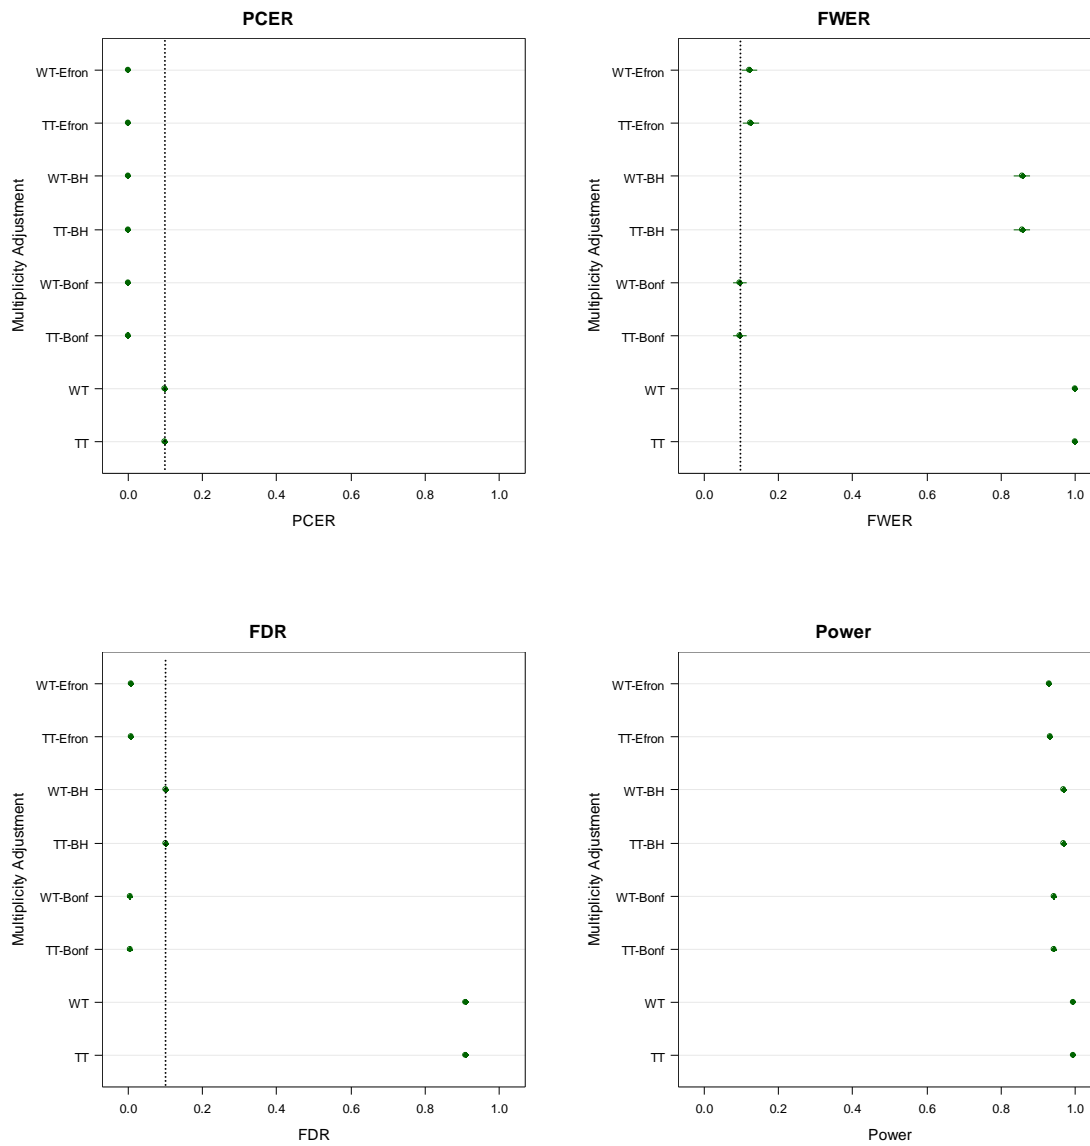 PCER
Multiplicity Adjustment
WT-Efron
TT-Efron
WT-BH
TT-BH
WT-Bonf
TT-Bonf
WT
TT
0.0 0.2 0.4 0.6 0.8 1.0
PCER
FWER
Multiplicity Adjustment
WT-Efron
TT-Efron
WT-BH
TT-BH
WT-Bonf
TT-Bonf
WT
TT
0.0 0.2 0.4 0.6 0.8 1.0
FWER
FDR
Multiplicity Adjustment
WT-Efron
TT-Efron
WT-BH
TT-BH
WT-Bonf
TT-Bonf
WT
TT
0.0 0.2 0.4 0.6 0.8 1.0
FDR
Power
Multiplicity Adjustment
WT-Efron
TT-Efron
WT-BH
TT-BH
WT-Bonf
TT-Bonf
WT
TT
0.0 0.2 0.4 0.6 0.8 1.0
Power